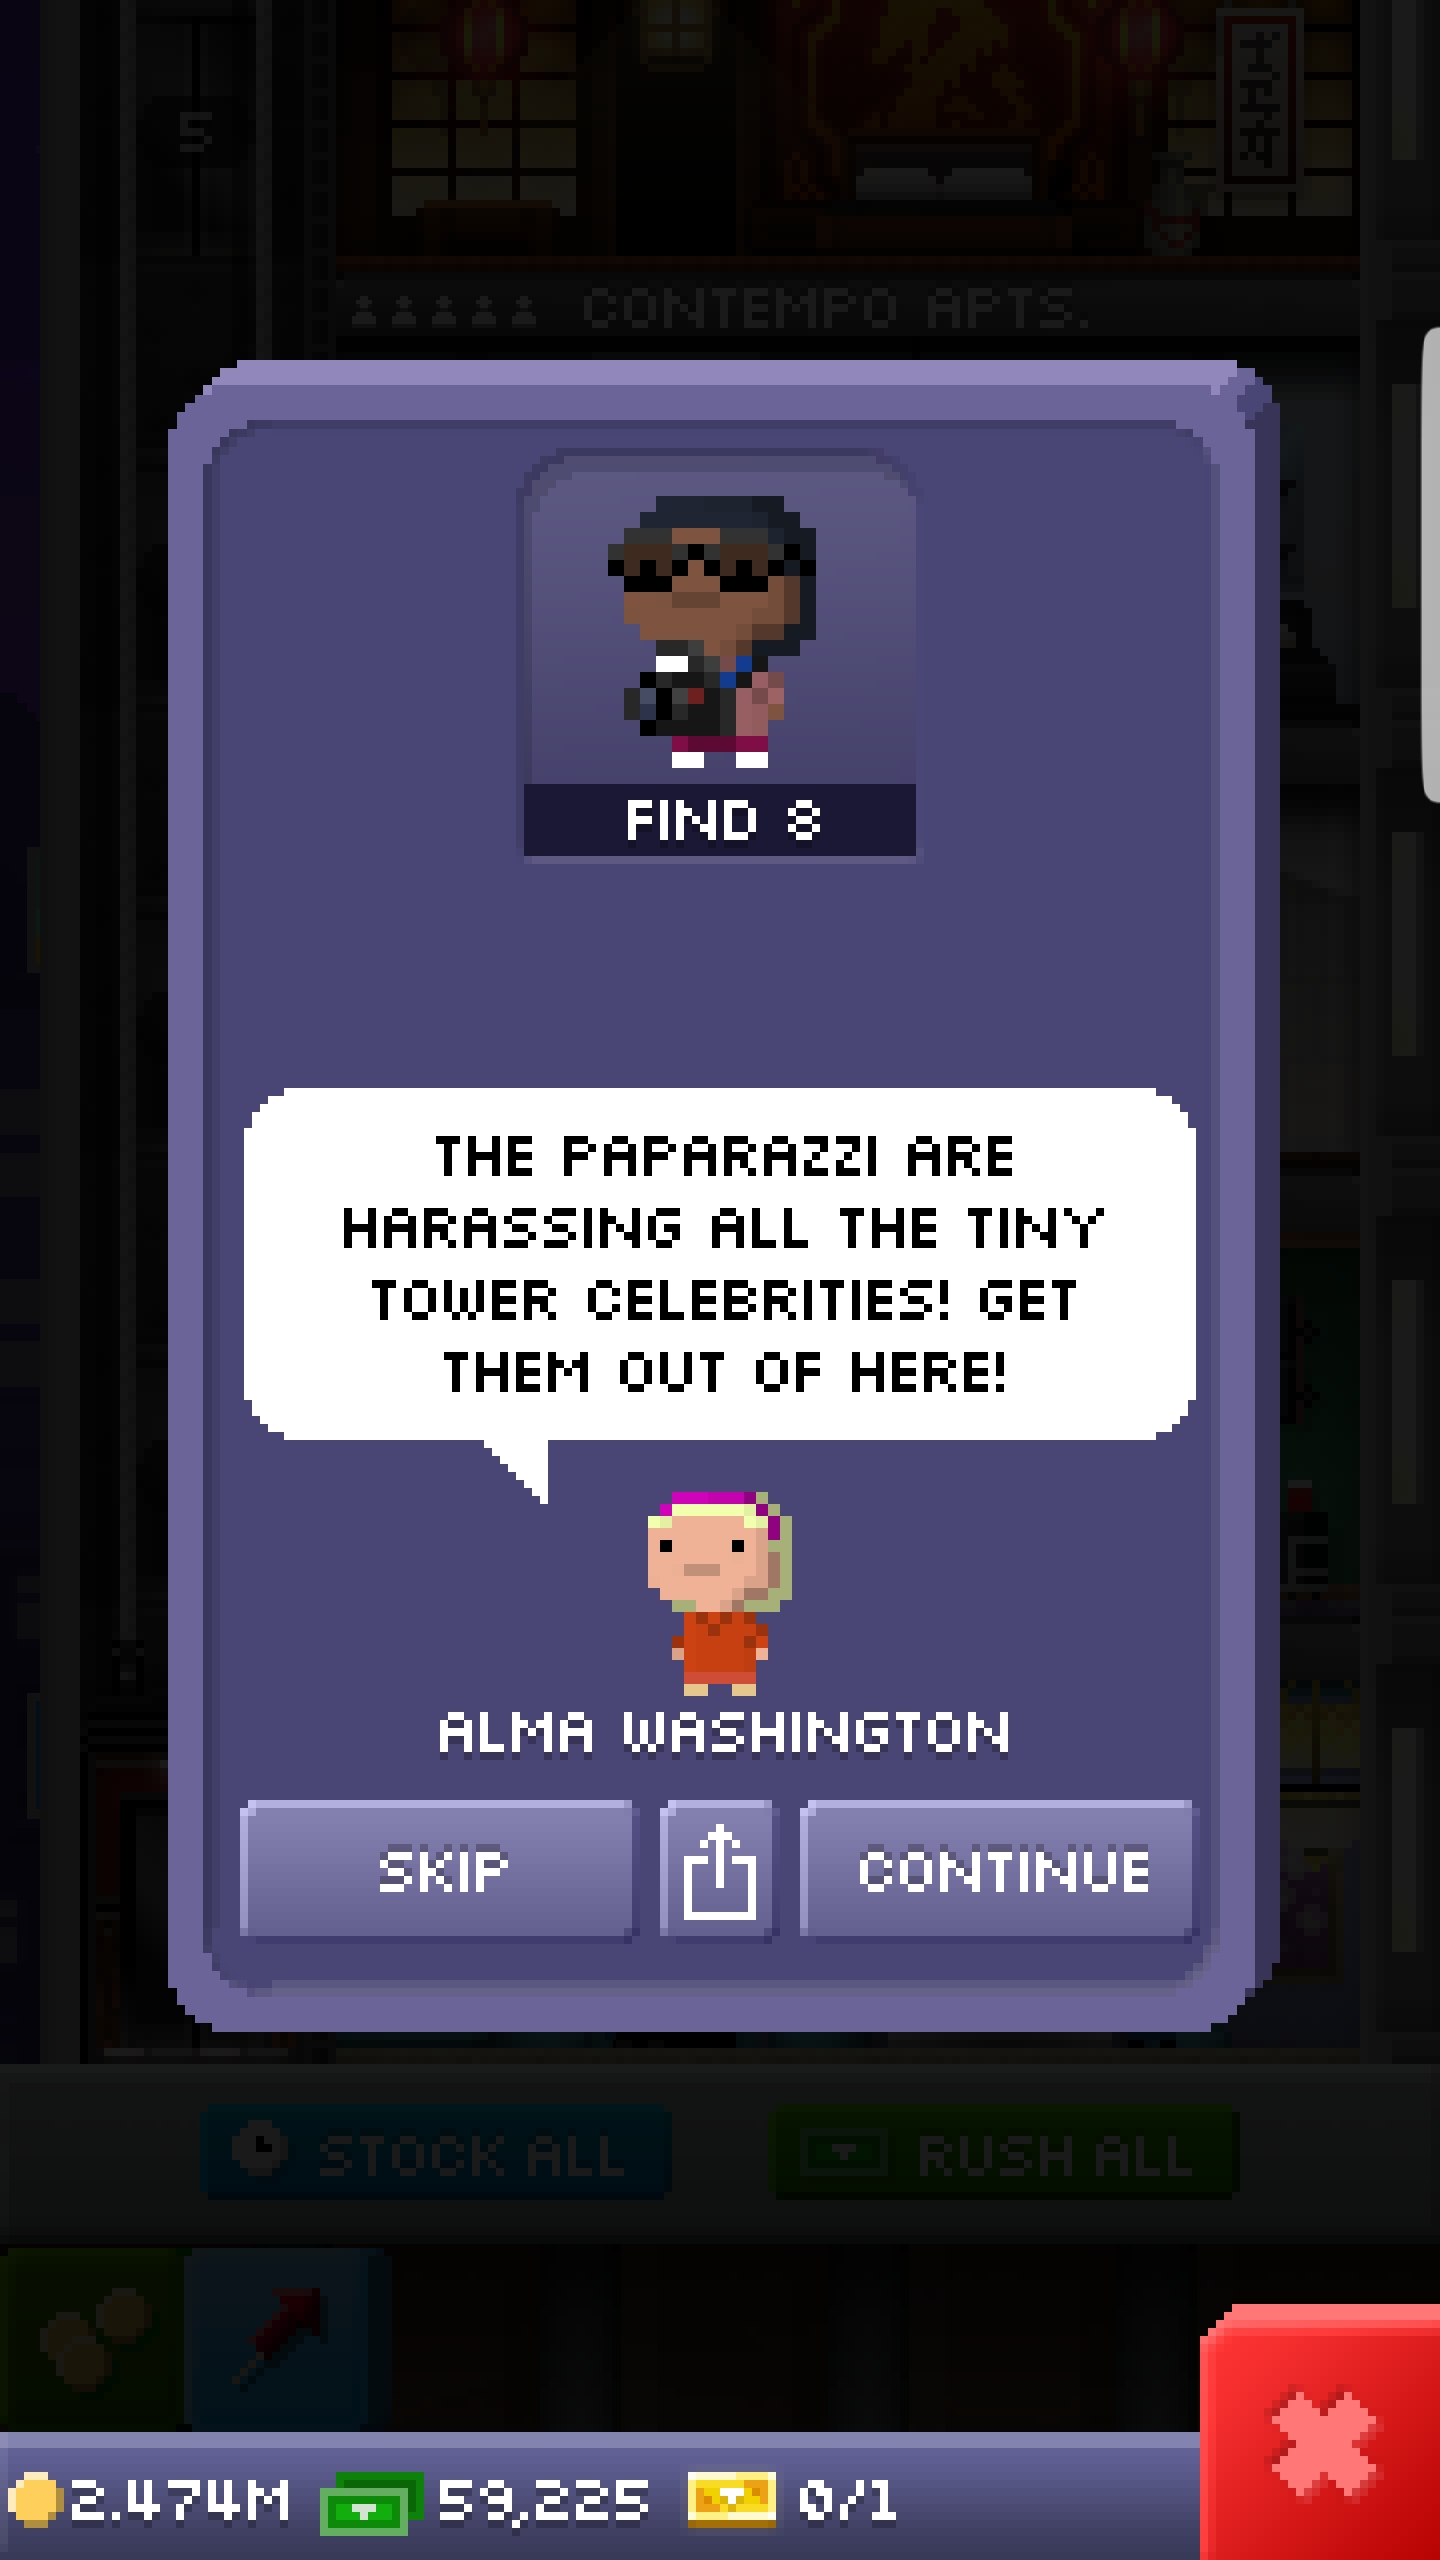 5
CONTEMPO APTS.
FIND 8
THE PAPARAZZI ARE
HARASSING ALL THE TINY
TOWER CELEBRITIES! GET
THEM OUT OF HERE!
ALMA WASHINGTON
SKIP
CONTINUE
STOCK ALL
RUSH ALL
2.474M
59,225
0/1